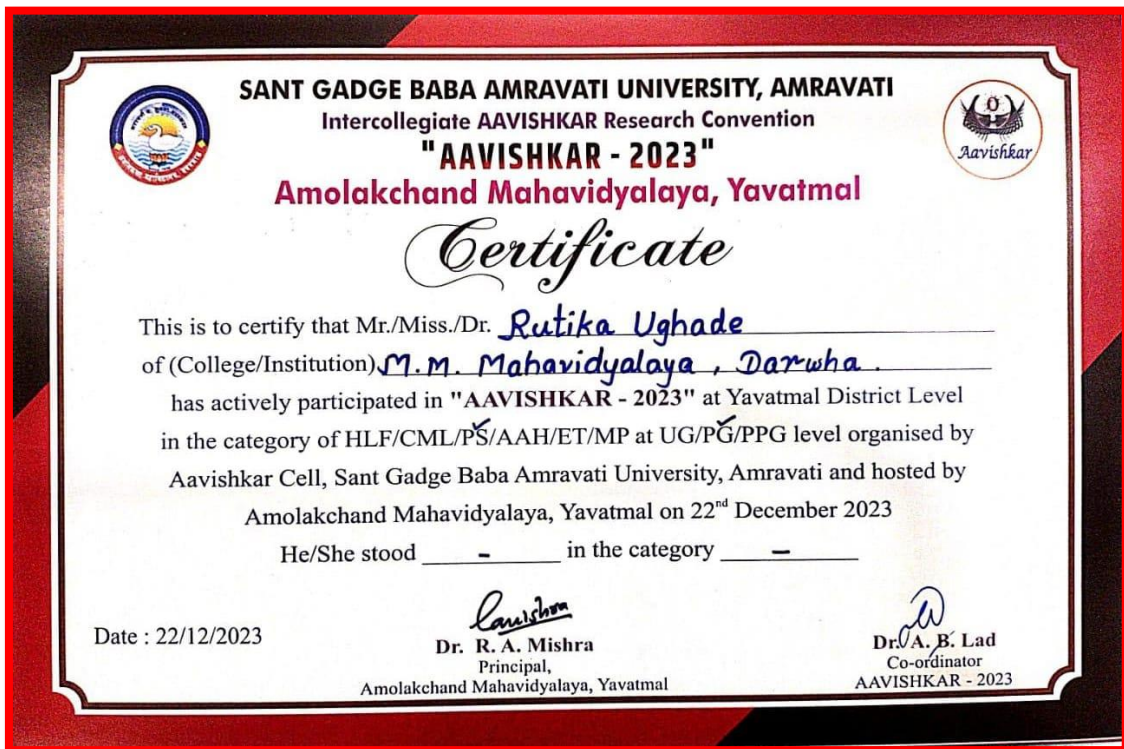 SANT GADGE BABA AMRAVATI UNIVERSITY, AMRAVATI
Intercollegiate AAVISHKAR Research Convention
"AAVISHKAR - 2023"
Amolakchand Mahavidyalaya, Yavatmal
Aavishkar
Certificate
This is to certify that Mr./Miss./Dr. Rutika Ughade
of (College/Institution) M.M. Mahavidyalaya, Darwha.
has actively participated in "AAVISHKAR - 2023" at Yavatmal District Level
in the category of HLF/CML/PS/AAH/ET/MP at UG/PG/PPG level organised by
Aavishkar Cell, Sant Gadge Baba Amravati University, Amravati and hosted by
Amolakchand Mahavidyalaya, Yavatmal on 22nd December 2023
He/She stood - in the category -
Date : 22/12/2023
Dr. R. A. Mishra
Principal,
Amolakchand Mahavidyalaya, Yavatmal
Dr. A. B. Lad
Co-ordinator
AAVISHKAR - 2023